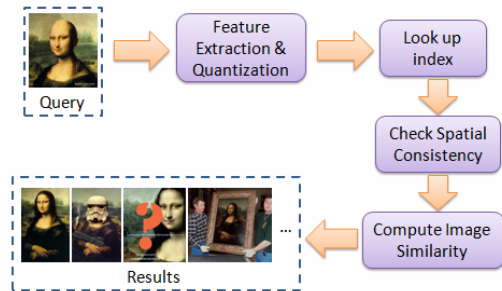 Query
Feature
Extraction &
Quantization
Look up
index
Check Spatial
Consistency
Compute Image
Similarity
?
...
Results